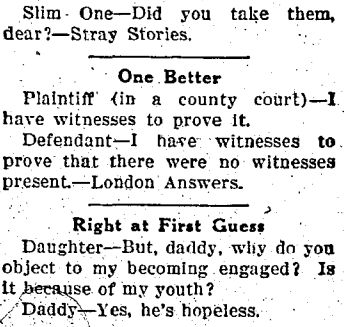 Slim One—Did you take them,
dear?—Stray Stories.
One Better
Plaintiff (in a county court)—I
have witnesses to prove it.
Defendant—I have witnesses to
prove that there were no witnesses
present.—London Answers.
Right at First Guess
Daughter—But, daddy, why do you
object to my becoming engaged? Is
it because of my youth?
Daddy—Yes, he's hopeless.